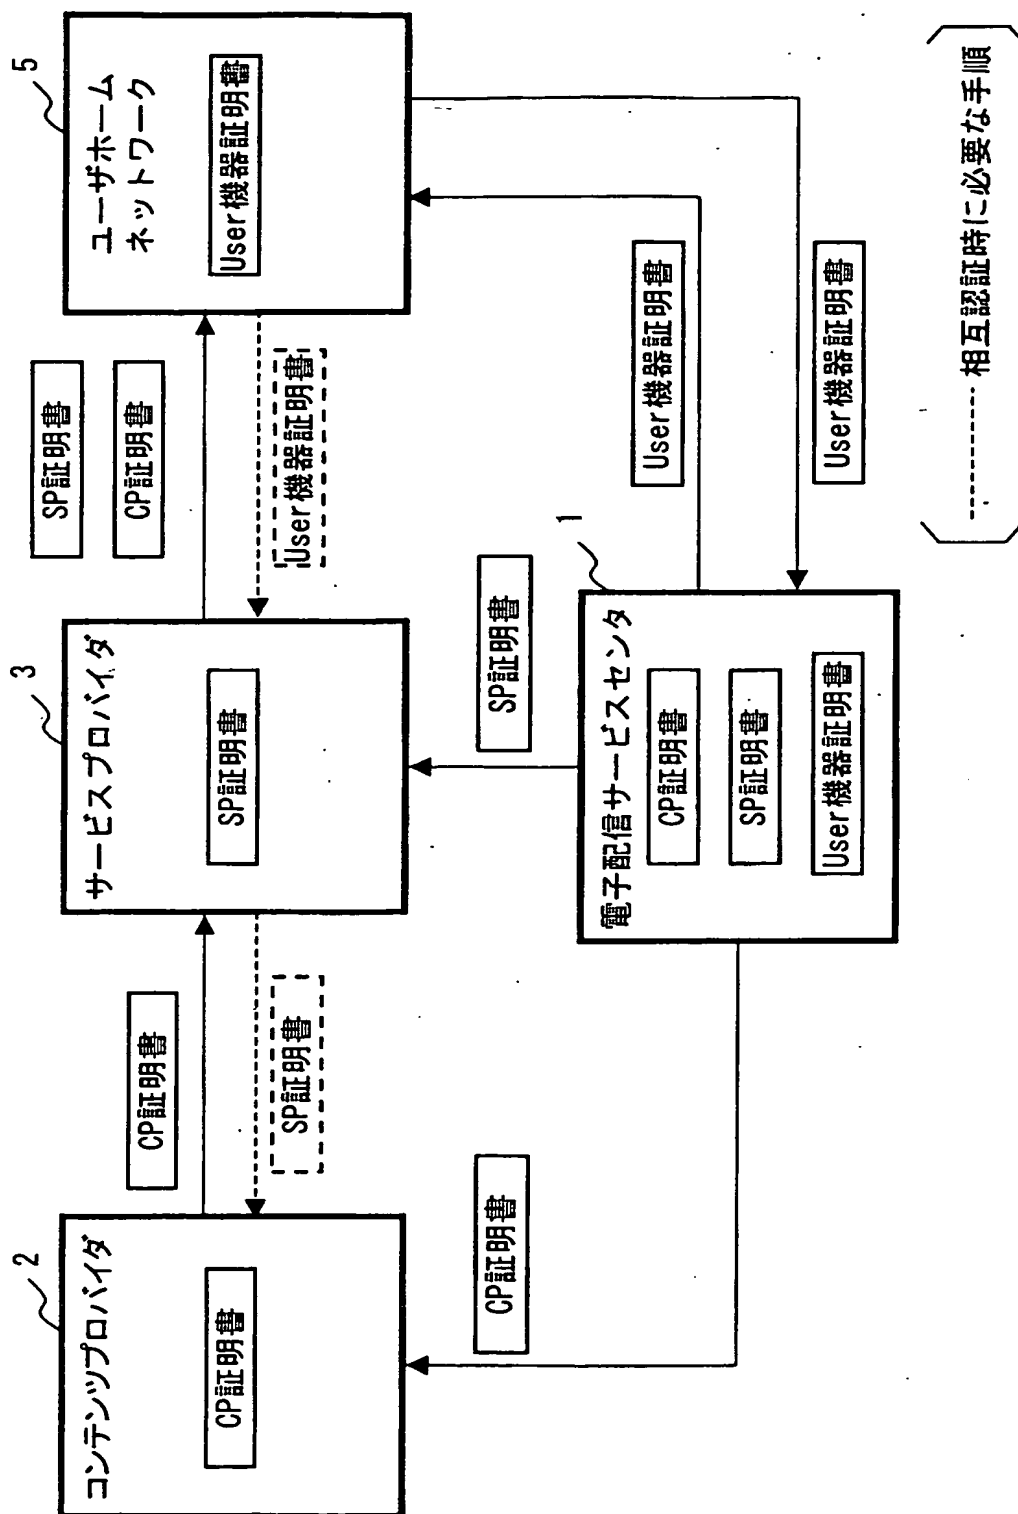 2
コンテンツプロバイダ
CP証明書
CP証明書
SP証明書
3
サービスプロバイダ
SP証明書
SP証明書
CP証明書
User機器証明書
5
ユーザホーム
ネットワーク
User機器証明書
CP証明書
SP証明書
1
電子配信サービスセンタ
CP証明書
SP証明書
User機器証明書
User機器証明書
User機器証明書
相互認証時に必要な手順